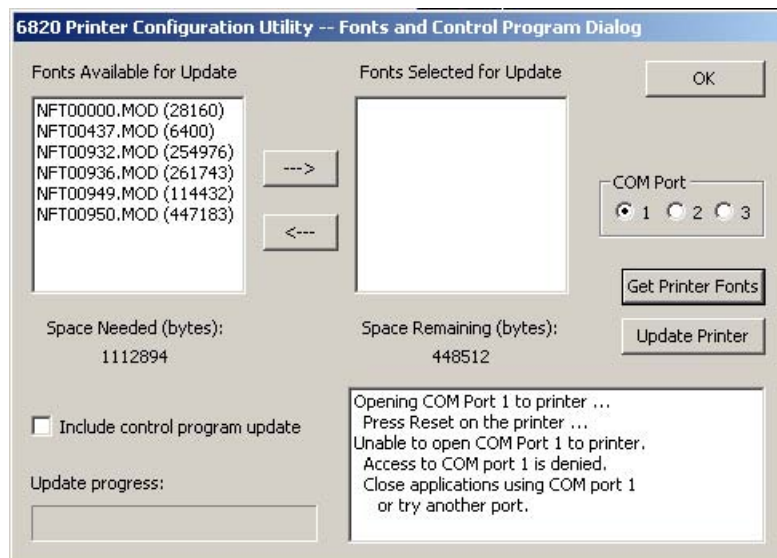 6820 Printer Configuration Utility -- Fonts and Control Program Dialog
Fonts Available for Update
Fonts Selected for Update
OK
NFT00000.MOD (28160)
NFT00437.MOD (6400)
NFT00932.MOD (254976)
NFT00936.MOD (261743)
NFT00949.MOD (114432)
NFT00950.MOD (447183)
--->
<---
COM Port
1 2 3
Get Printer Fonts
Update Printer
Space Needed (bytes):
1112894
Space Remaining (bytes):
448512
Include control program update
Update progress:
Opening COM Port 1 to printer ...
Press Reset on the printer ...
Unable to open COM Port 1 to printer.
Access to COM port 1 is denied.
Close applications using COM port 1
or try another port.